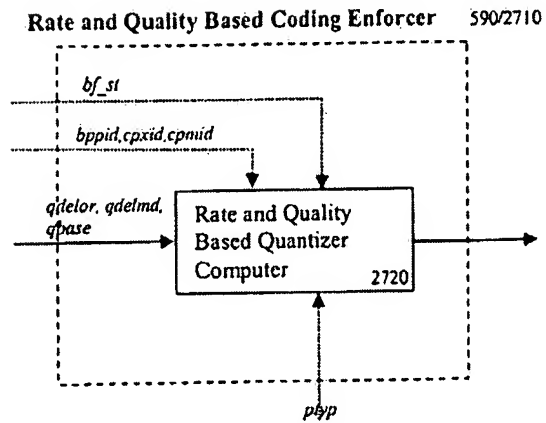 Rate and Quality Based Coding Enforcer 590/2710
bf_st
bppid,cpxid,cpmid
qdelor, qdelmd,
qbase
Rate and Quality
Based Quantizer
Computer
2720
ptyp